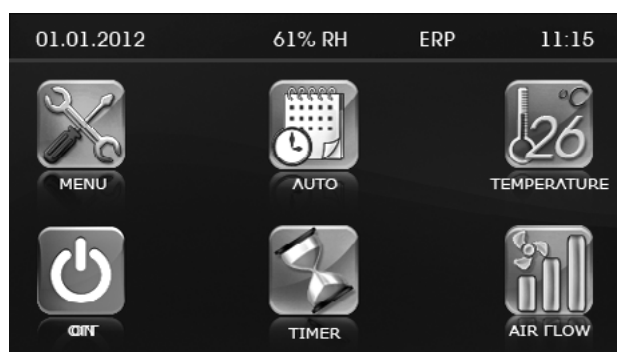 01.01.2012 61% RH ERP 11:15
°C
26
MENU AUTO TEMPERATURE
TIMER AIR FLOW